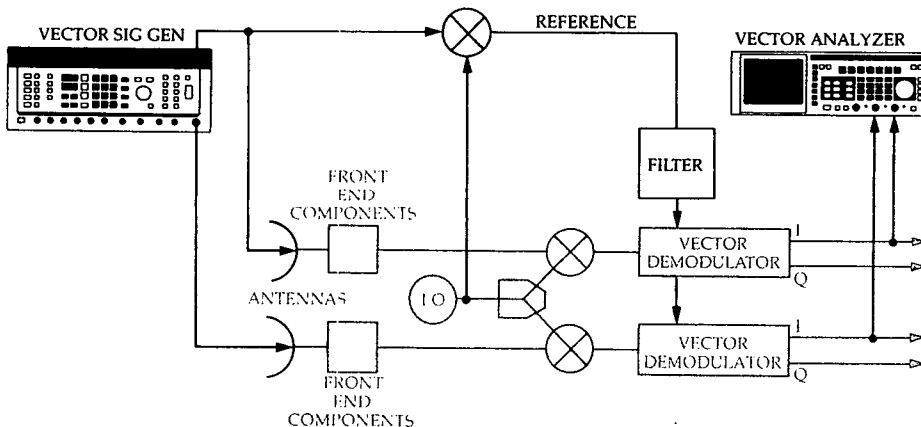 VECTOR SIG GEN
REFERENCE
VECTOR ANALYZER
FILTER
FRONT
END
COMPONENTS
I
VECTOR
DEMODULATOR
Q
ANTENNAS
LO
I
VECTOR
DEMODULATOR
Q
FRONT
END
COMPONENTS